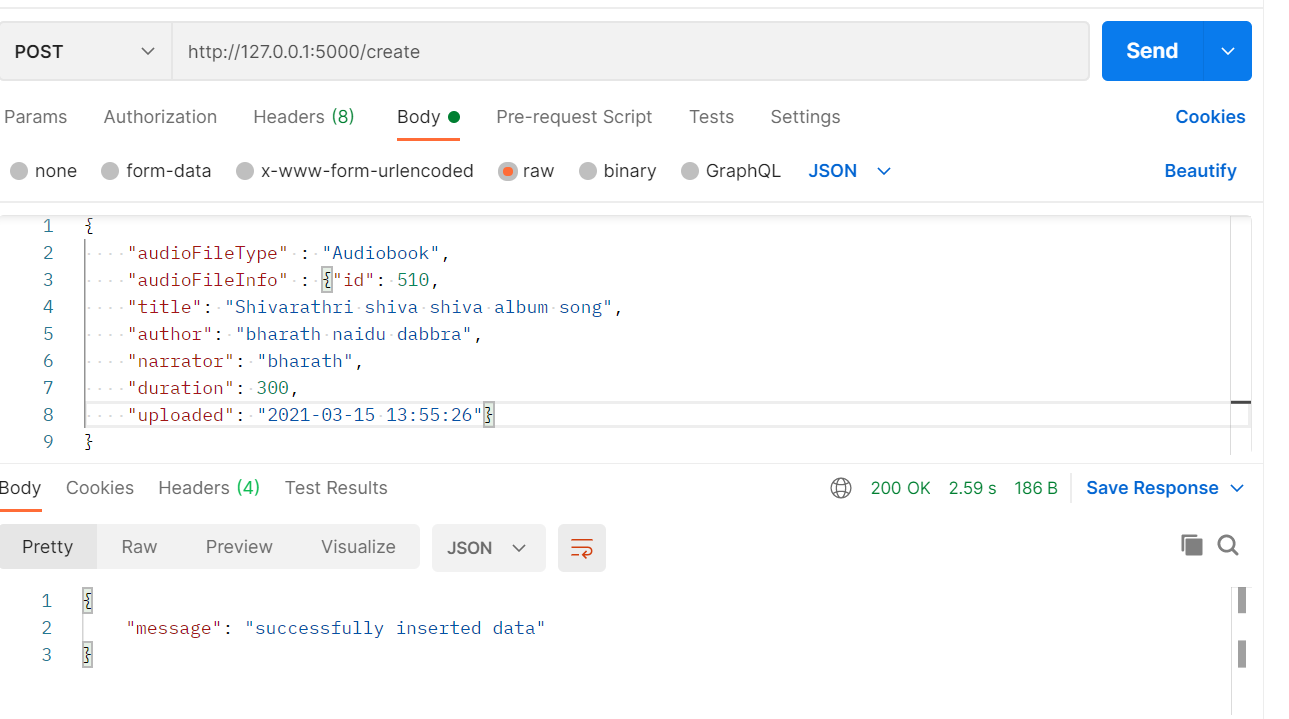 POST http://127.0.0.1:5000/create Send
Params Authorization Headers (8) Body Pre-request Script Tests Settings Cookies
none form-data x-www-form-urlencoded raw binary GraphQL JSON Beautify
1 {
2 "audioFileType" : "Audiobook",
3 "audioFileInfo" : {"id": 510,
4 "title": "Shivarathri shiva shiva album song",
5 "author": "bharath naidu dabbra",
6 "narrator": "bharath",
7 "duration": 300,
8 "uploaded": "2021-03-15 13:55:26"}
9 }
Body Cookies Headers (4) Test Results 200 OK 2.59 s 186 B Save Response
Pretty Raw Preview Visualize JSON
1 {
2 "message": "successfully inserted data"
3 }